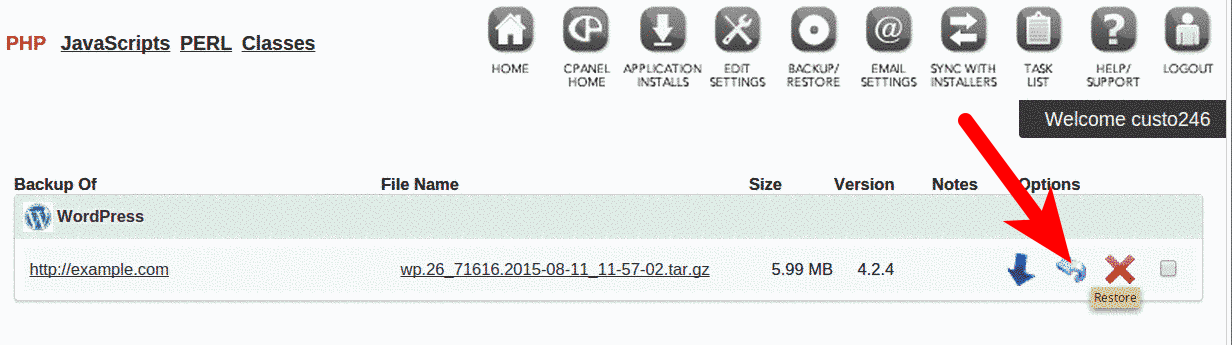 PHP JavaScripts PERL Classes
HOME
CPANEL HOME
APPLICATION INSTALLS
EDIT SETTINGS
BACKUP/ RESTORE
EMAIL SETTINGS
SYNC WITH INSTALLERS
TASK LIST
HELP/ SUPPORT
LOGOUT
Welcome custo246
Backup Of File Name Size Version Notes Options
WordPress
http://example.com wp.26_71616.2015-08-11_11-57-02.tar.gz 5.99 MB 4.2.4
Restore